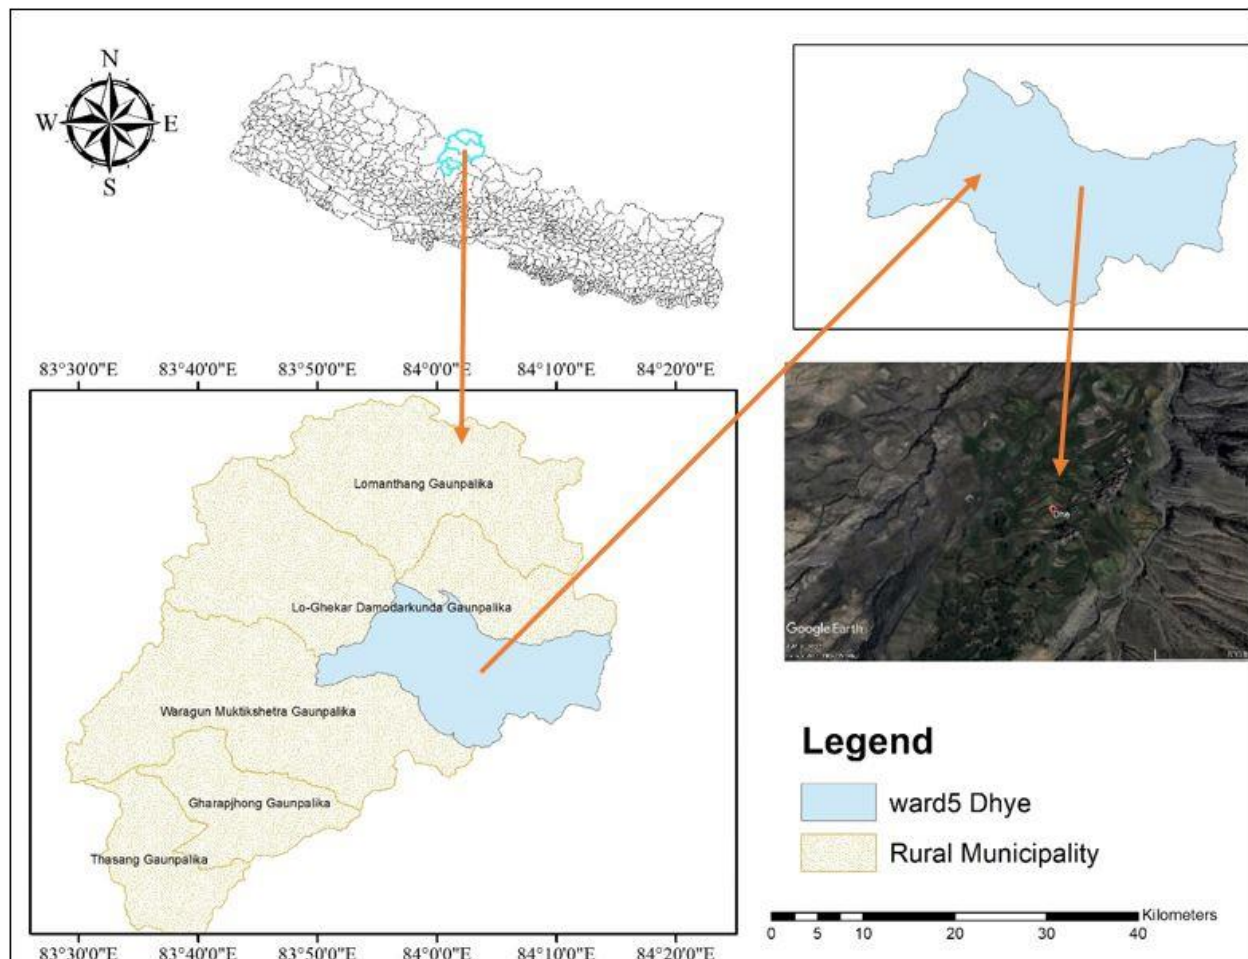 N
W E
S
83°30'0"E 83°40'0"E 83°50'0"E 84°0'0"E 84°10'0"E 84°20'0"E
Lomanthang Gaunpalika
Lo-Ghekar Damodarkunda Gaunpalika
Waragun Muktikshetra Gaunpalika
Gharapjhong Gaunpalika
Thasang Gaunpalika
83°30'0"E 83°40'0"E 83°50'0"E 84°0'0"E 84°10'0"E 84°20'0"E
Dhe
Google Earth
Legend
ward5 Dhye
Rural Municipality
Kilometers
0 5 10 20 30 40